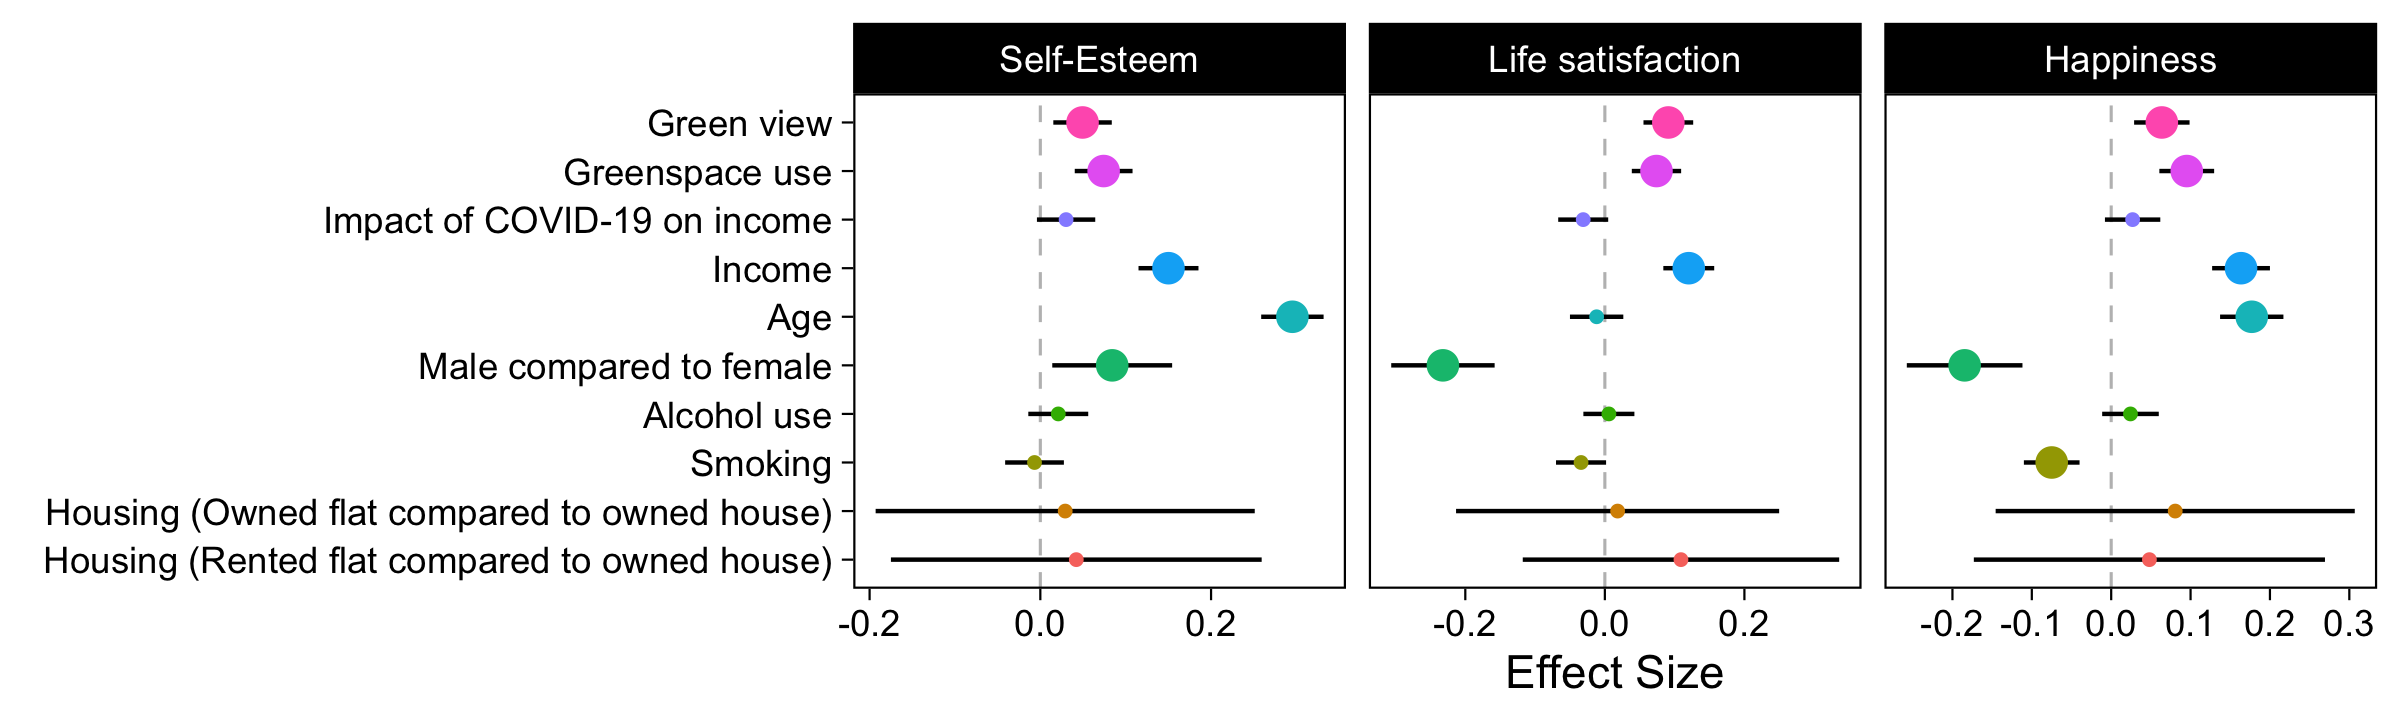 Self-Esteem
Life satisfaction
Happiness
Green view
Greenspace use
Impact of COVID-19 on income
Income
Age
Male compared to female
Alcohol use
Smoking
Housing (Owned flat compared to owned house)
Housing (Rented flat compared to owned house)
-0.2 0.0 0.2
-0.2 0.0 0.2
-0.2 -0.1 0.0 0.1 0.2 0.3
Effect Size